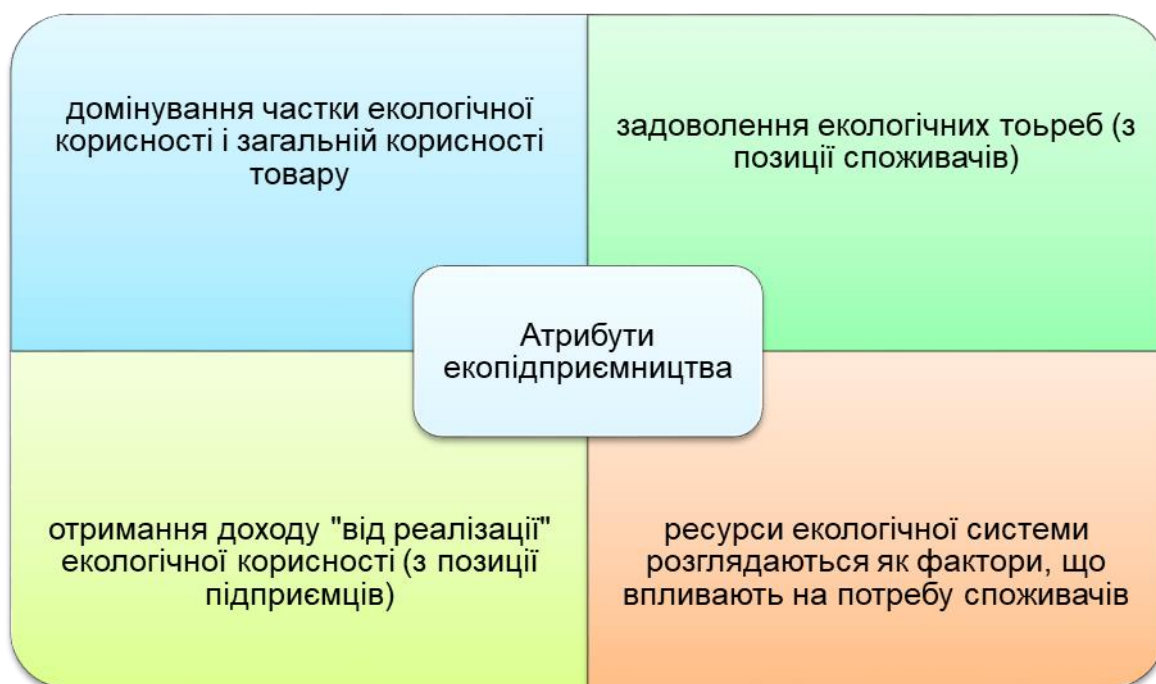 домінування частки екологічної
корисності і загальній корисності
товару
задоволення екологічних тоьреб (з
позиції споживачів)
Атрибути
екопідприємництва
отримання доходу "від реалізації"
екологічної корисності (з позиції
підприємців)
ресурси екологічної системи
розглядаються як фактори, що
впливають на потребу споживачів